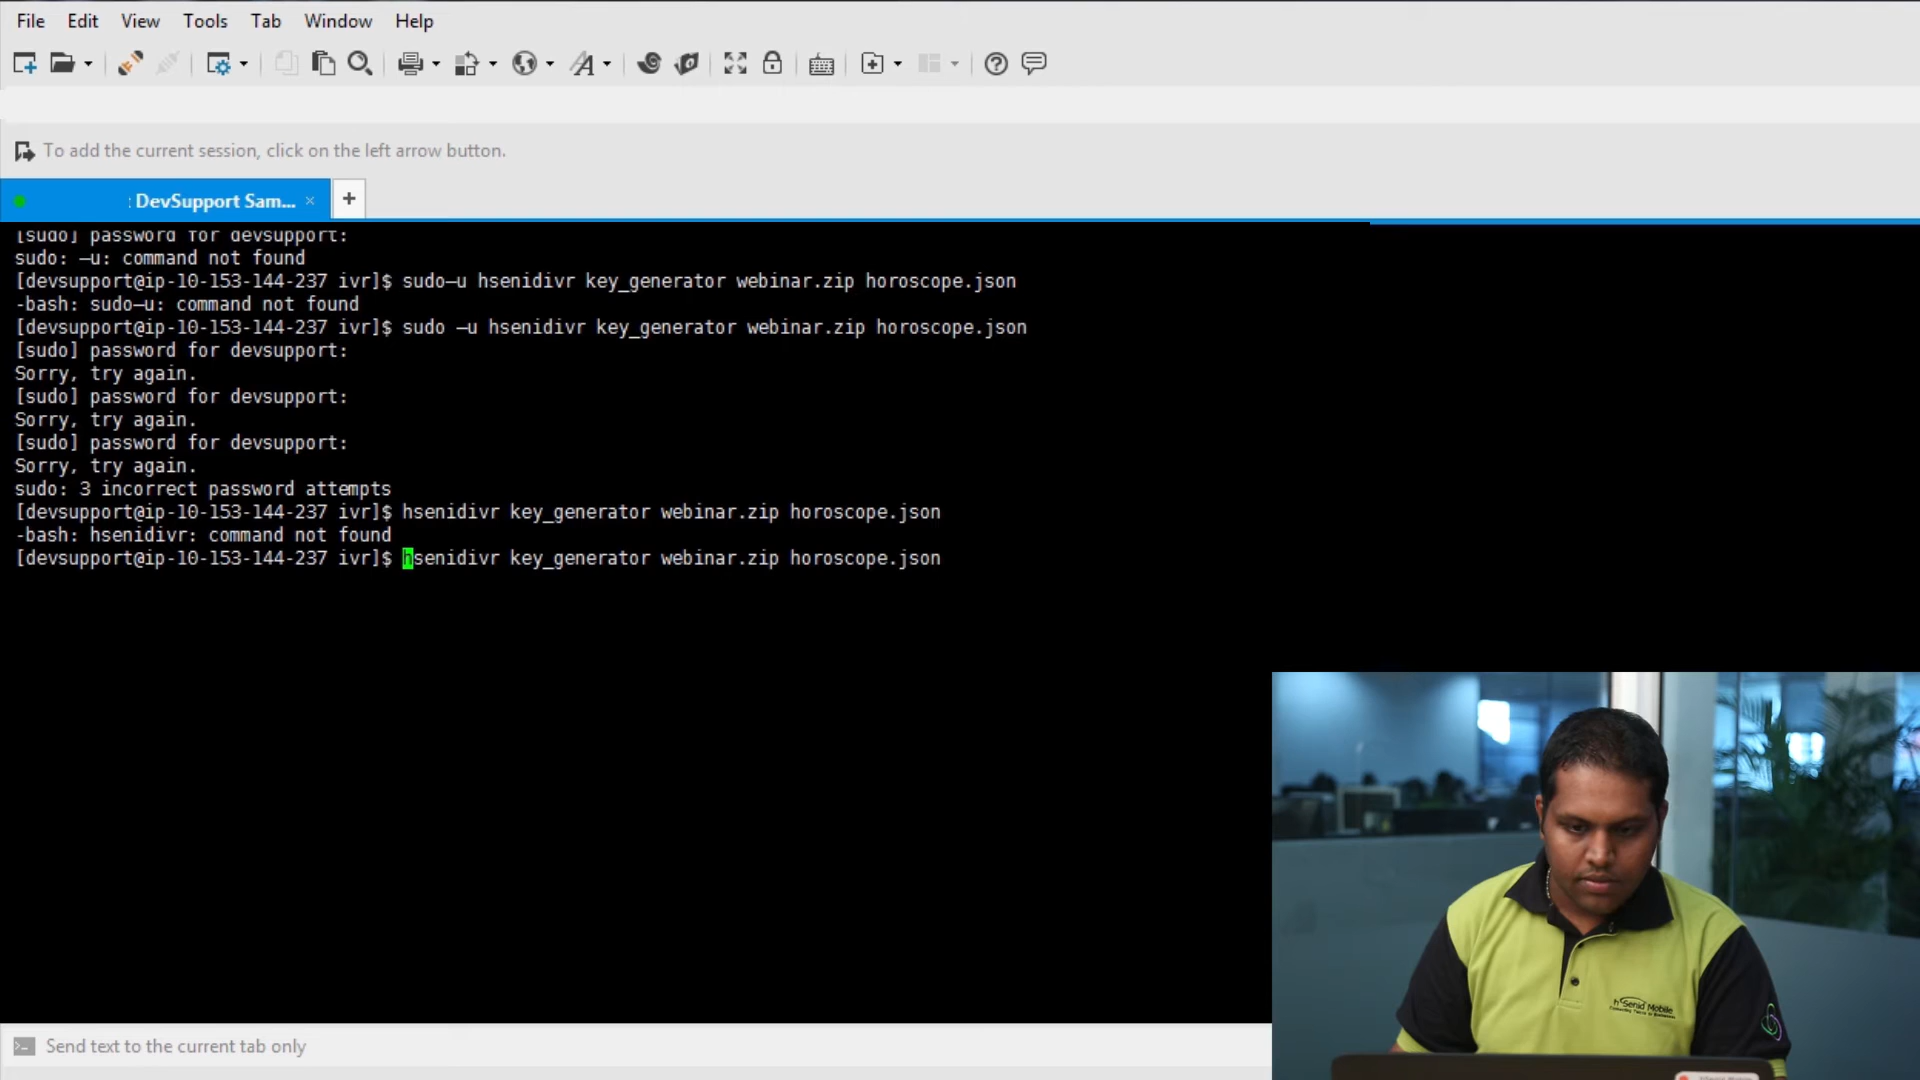 File Edit View Tools Tab Window Help
To add the current session, click on the left arrow button.
: DevSupport Sam... × +
[sudo] password for devsupport:
sudo: –u: command not found
[devsupport@ip-10-153-144-237 ivr]$ sudo–u hsenidivr key_generator webinar.zip horoscope.json
-bash: sudo–u: command not found
[devsupport@ip-10-153-144-237 ivr]$ sudo –u hsenidivr key_generator webinar.zip horoscope.json
[sudo] password for devsupport:
Sorry, try again.
[sudo] password for devsupport:
Sorry, try again.
[sudo] password for devsupport:
Sorry, try again.
sudo: 3 incorrect password attempts
[devsupport@ip-10-153-144-237 ivr]$ hsenidivr key_generator webinar.zip horoscope.json
-bash: hsenidivr: command not found
[devsupport@ip-10-153-144-237 ivr]$ hsenidivr key_generator webinar.zip horoscope.json
hSenid Mobile
Send text to the current tab only